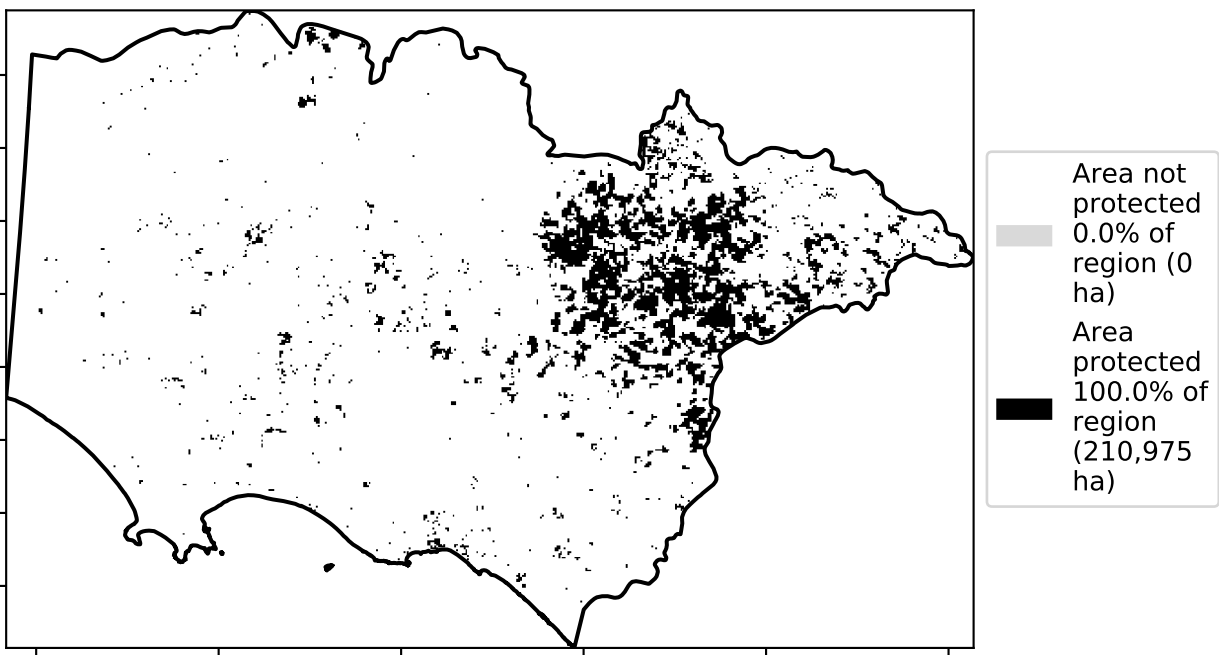 Area not
protected
0.0% of
region (0
ha)
Area
protected
100.0% of
region
(210,975
ha)